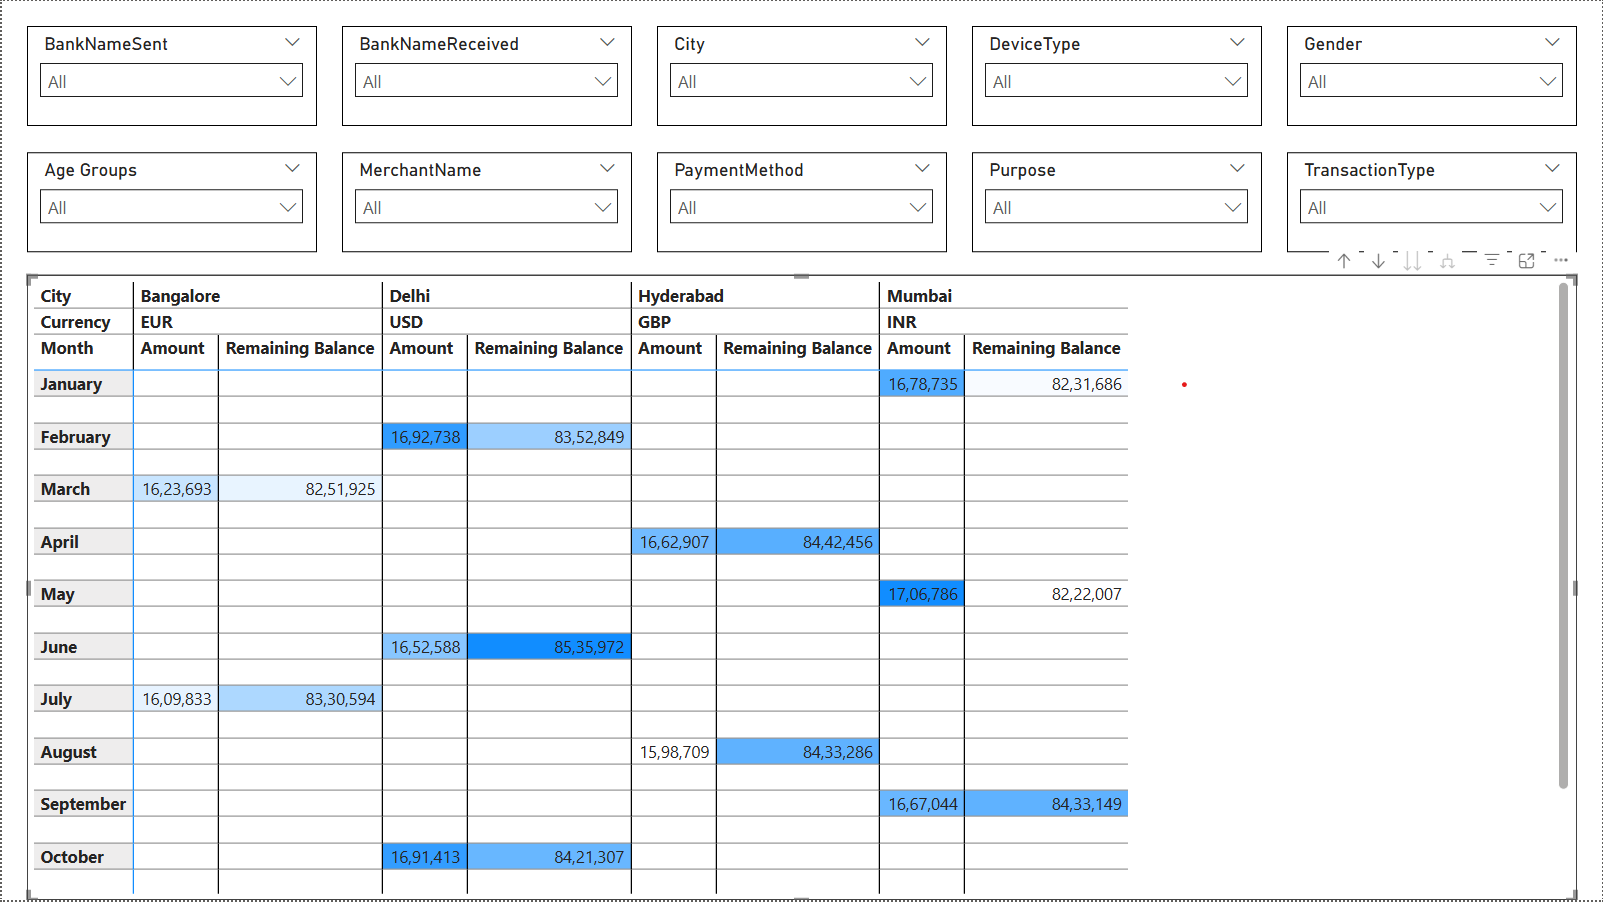 BankNameSent BankNameReceived City DeviceType Gender
All All All All All
Age Groups MerchantName PaymentMethod Purpose TransactionType
All All All All All
City Bangalore Delhi Hyderabad Mumbai
Currency EUR USD GBP INR
Month Amount Remaining Balance Amount Remaining Balance Amount Remaining Balance Amount Remaining Balance
January 16,78,735 82,31,686
February 16,92,738 83,52,849
March 16,23,693 82,51,925
April 16,62,907 84,42,456
May 17,06,786 82,22,007
June 16,52,588 85,35,972
July 16,09,833 83,30,594
August 15,98,709 84,33,286
September 16,67,044 84,33,149
October 16,91,413 84,21,307